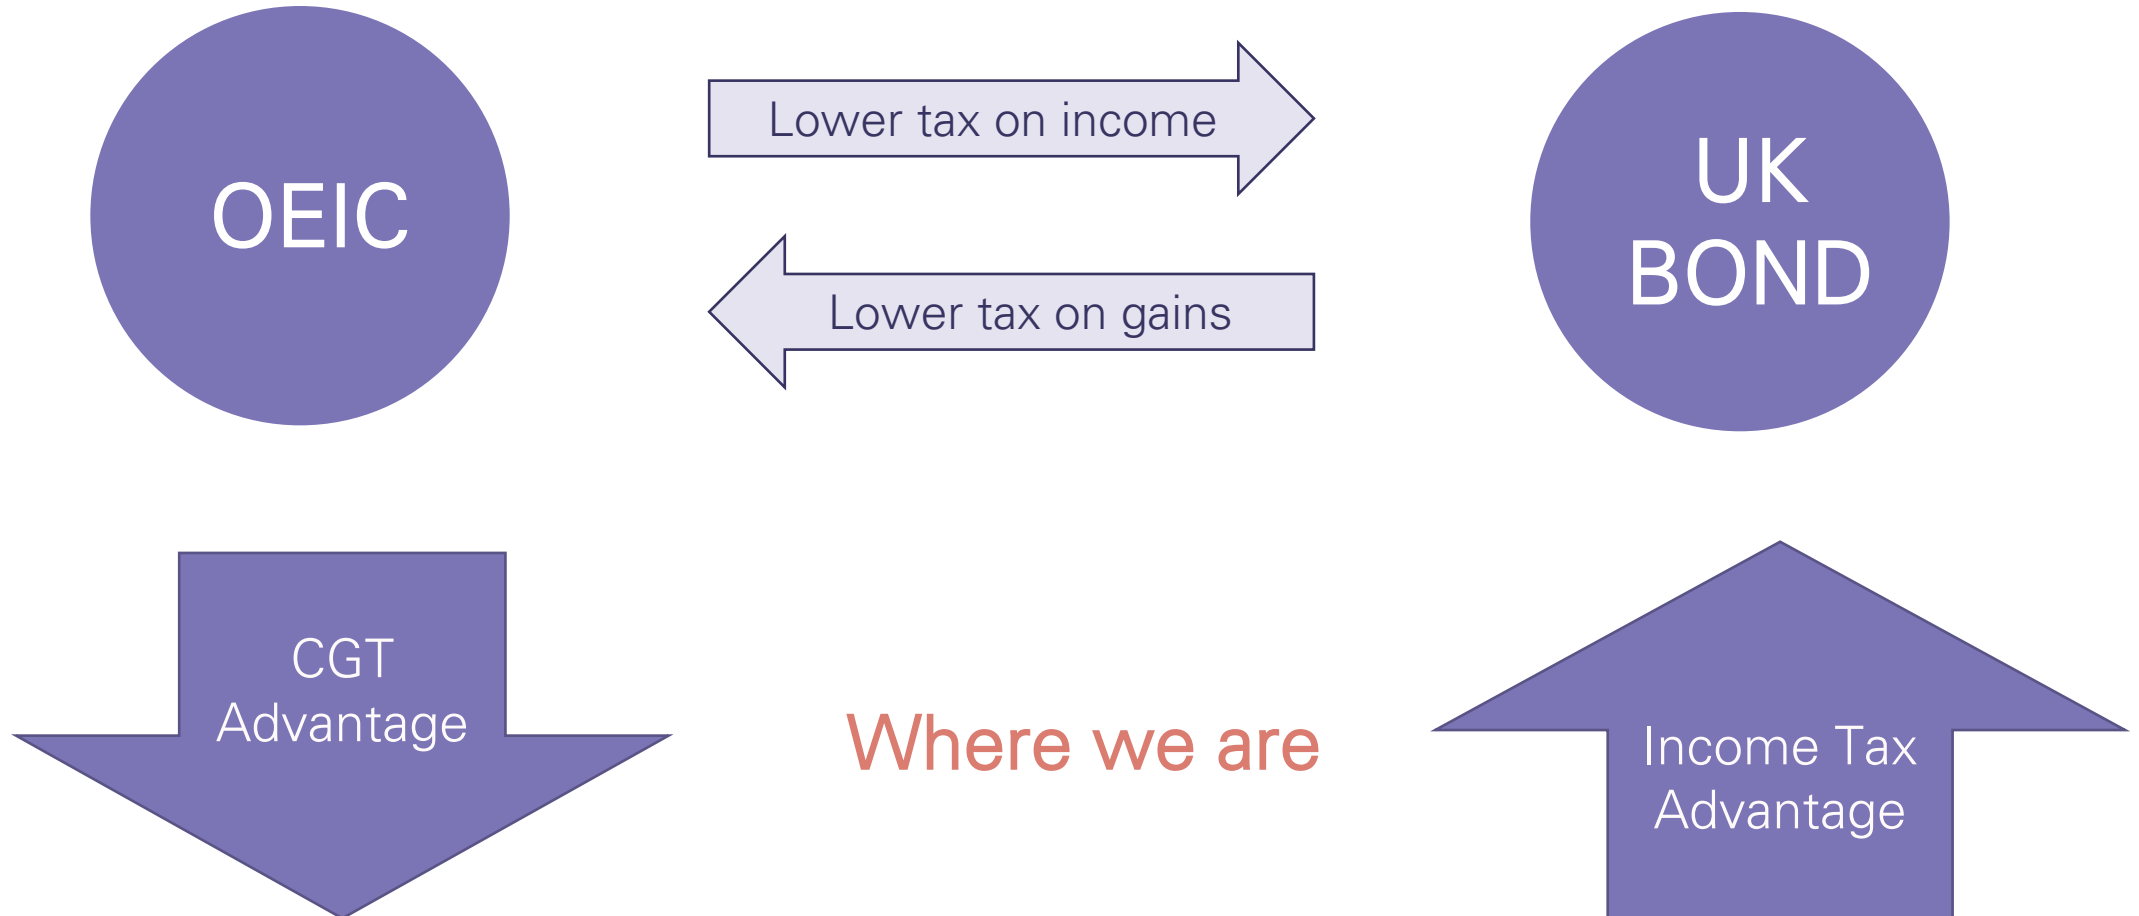 OEIC
Lower tax on income
Lower tax on gains
UK
BOND
CGT
Advantage
Where we are
Income Tax
Advantage